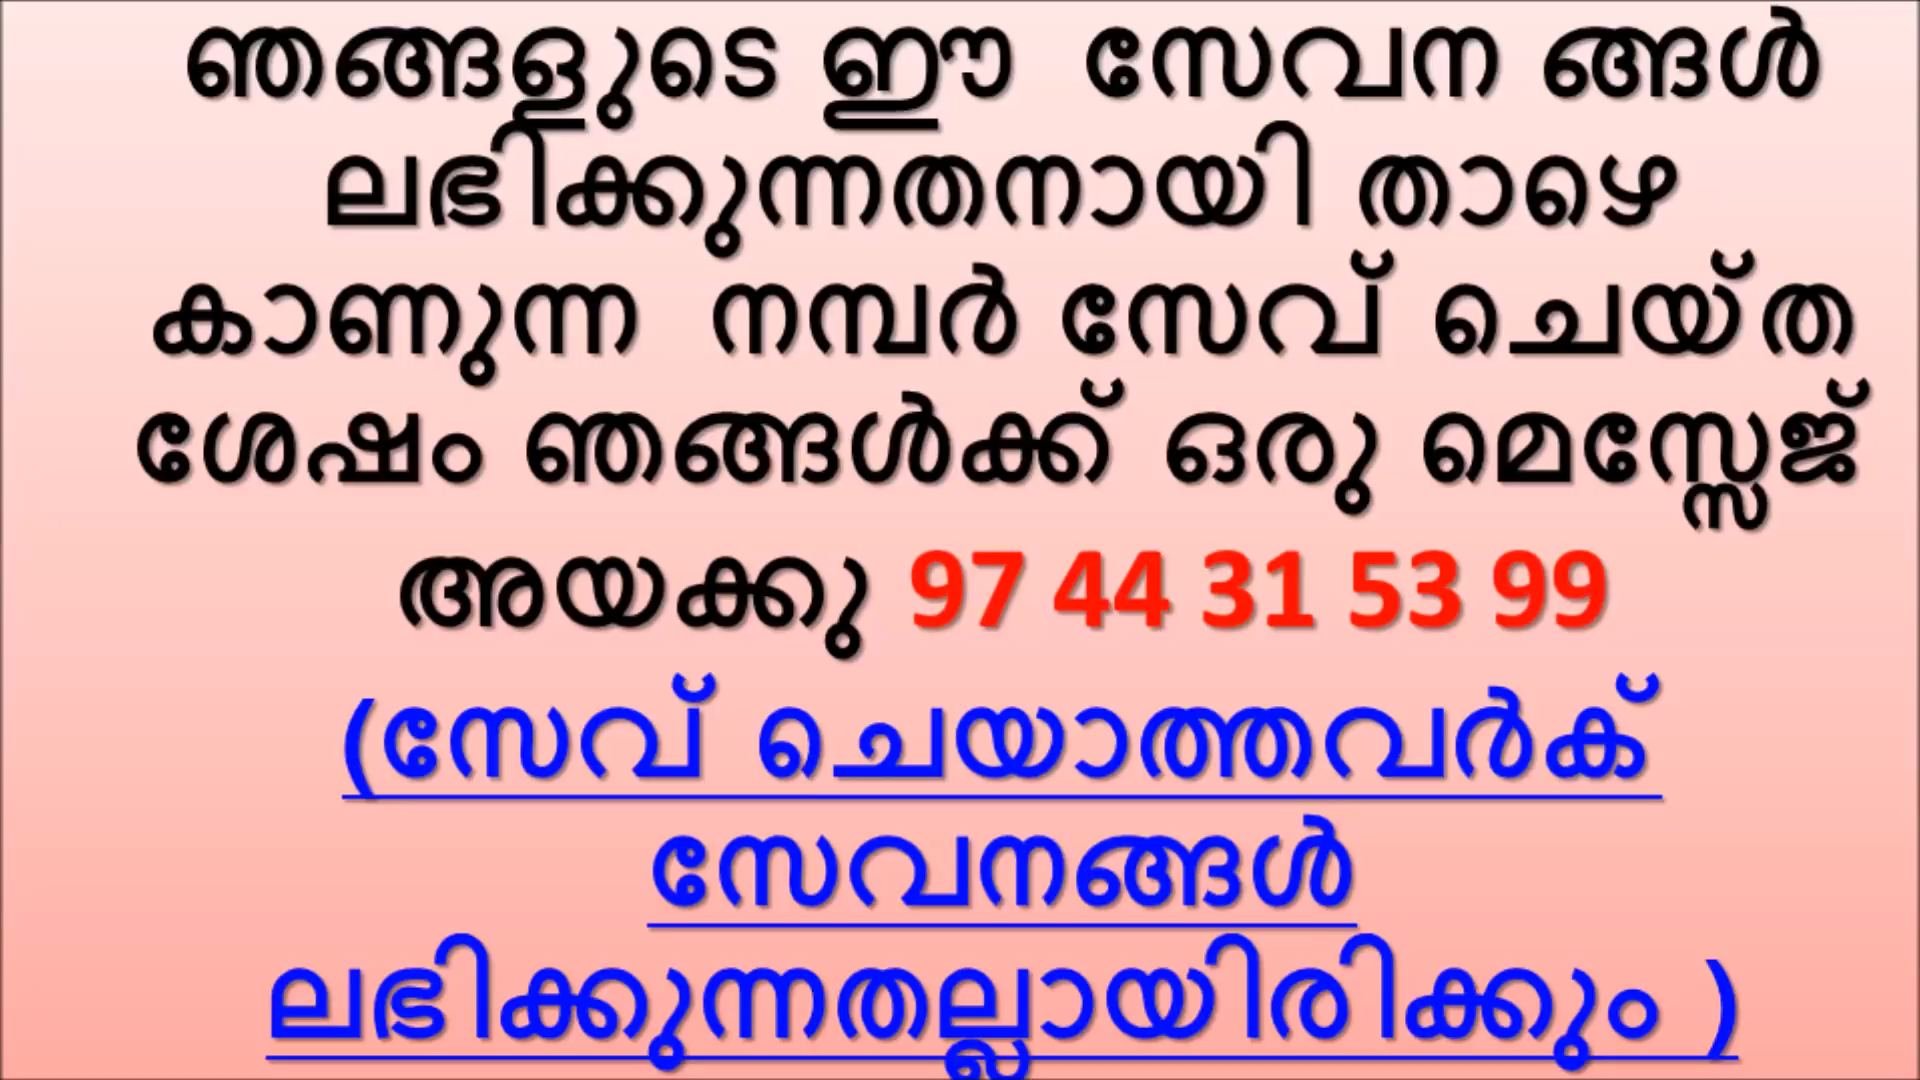 ഞങ്ങളുടെ ഈ സേവന ങ്ങൾ
ലഭിക്കുന്നതനായി താഴെ
കാണുന്ന നമ്പർ സേവ് ചെയ്ത
ശേഷം ഞങ്ങൾക്ക് ഒരു മെസ്സേജ്
അയക്കു 97 44 31 53 99
(സേവ് ചെയാത്തവർക്
സേവനങ്ങൾ
ലഭിക്കുന്നതല്ലായിരിക്കും )